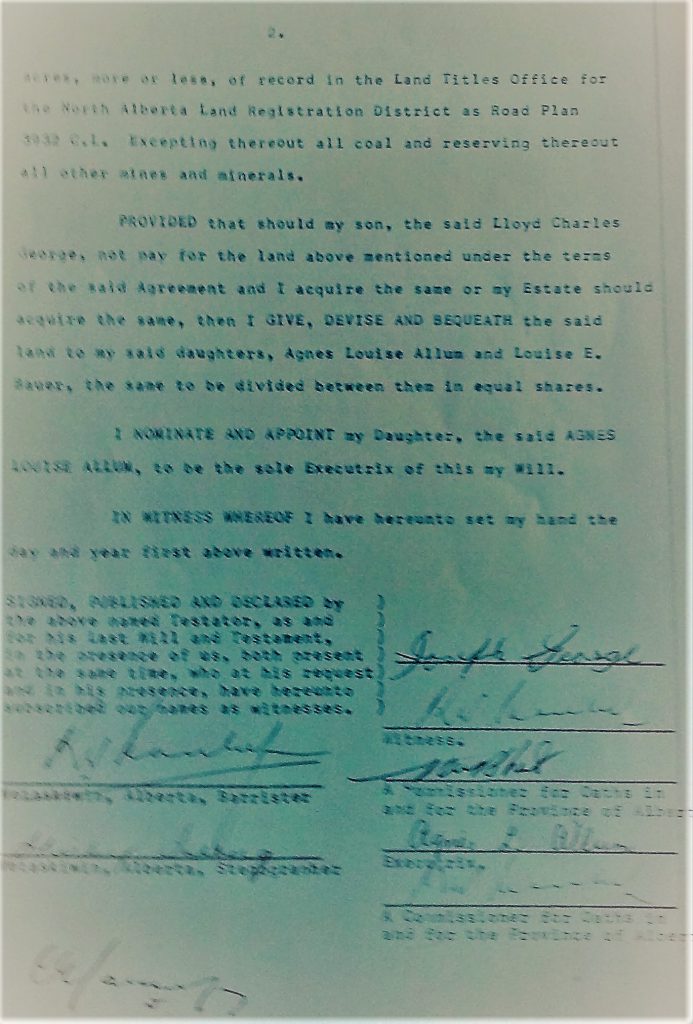 2.
acres, more or less, of record in the Land Titles Office for
the North Alberta Land Registration District as Road Plan
3932 C.L. Excepting thereout all coal and reserving thereout
all other mines and minerals.
PROVIDED that should my son, the said Lloyd Charles
George, not pay for the land above mentioned under the terms
of the said Agreement and I acquire the same or my Estate should
acquire the same, then I GIVE, DEVISE AND BEQUEATH the said
land to my said daughters, Agnes Louise Allum and Louise E.
Bauer, the same to be divided between them in equal shares.
I NOMINATE AND APPOINT my Daughter, the said AGNES
LOUISE ALLUM, to be the sole Executrix of this my Will.
IN WITNESS WHEREOF I have hereunto set my hand the
day and year first above written.
SIGNED, PUBLISHED AND DECLARED by
the above named Testator, as and
for his Last Will and Testament,
in the presence of us, both present
at the same time, who at his request
and in his presence, have hereunto
subscribed our names as witnesses.
Wetaskiwin, Alberta, Barrister
Wetaskiwin, Alberta, Stenographer
Joseph George
Witness.
A Commissioner for Oaths in
and for the Province of Albert
Agnes L. Allum
Executrix.
A Commissioner for Oaths in
and for the Province of Alber